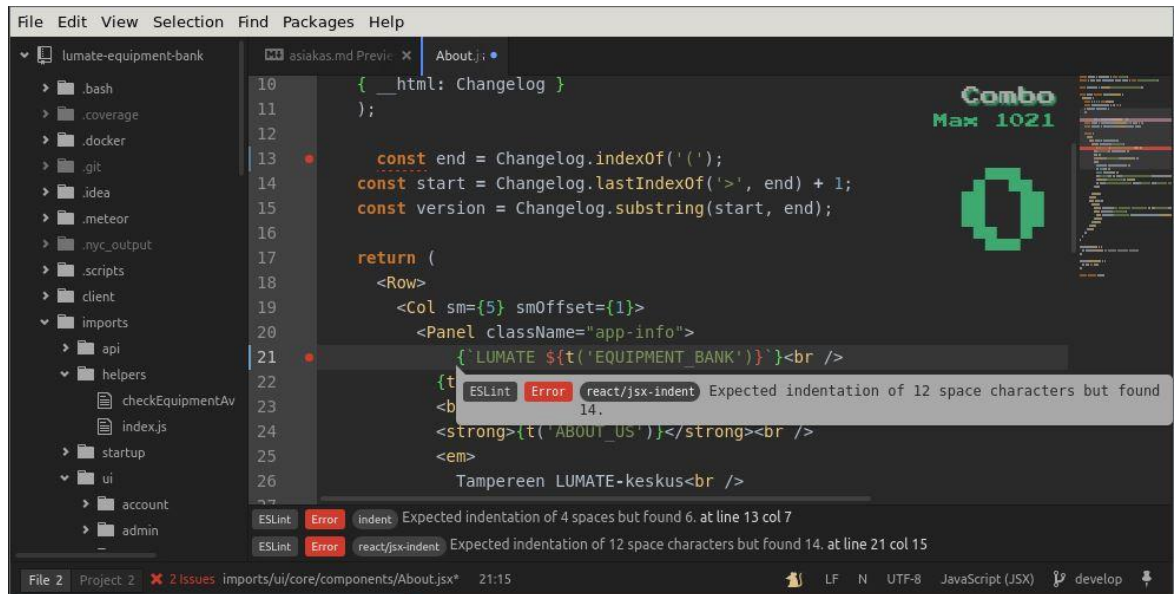 File Edit View Selection Find Packages Help
lumate-equipment-bank
.bash
.coverage
.docker
.git
.idea
.meteor
.nyc_output
.scripts
client
imports
api
helpers
checkEquipmentAv
index.js
startup
ui
account
admin
asiakas.md Previe
About.js
Combo
Max 1021
0
10 { __html: Changelog }
11 );
12
13 const end = Changelog.indexOf('(');
14 const start = Changelog.lastIndexOf('>', end) + 1;
15 const version = Changelog.substring(start, end);
16
17 return (
18 <Row>
19 <Col sm={5} smOffset={1}>
20 <Panel className="app-info">
21 {`LUMATE ${t('EQUIPMENT_BANK')}`}<br />
22 {t
ESLint Error react/jsx-indent Expected indentation of 12 space characters but found
14.
23 <b
24 <strong>{t('ABOUT_US')}</strong><br />
25 <em>
26 Tampereen LUMATE-keskus<br />
27
ESLint Error indent Expected indentation of 4 spaces but found 6. at line 13 col 7
ESLint Error react/jsx-indent Expected indentation of 12 space characters but found 14. at line 21 col 15
File 2 Project 2 2 Issues imports/ui/core/components/About.jsx* 21:15 LF N UTF-8 JavaScript (JSX) develop